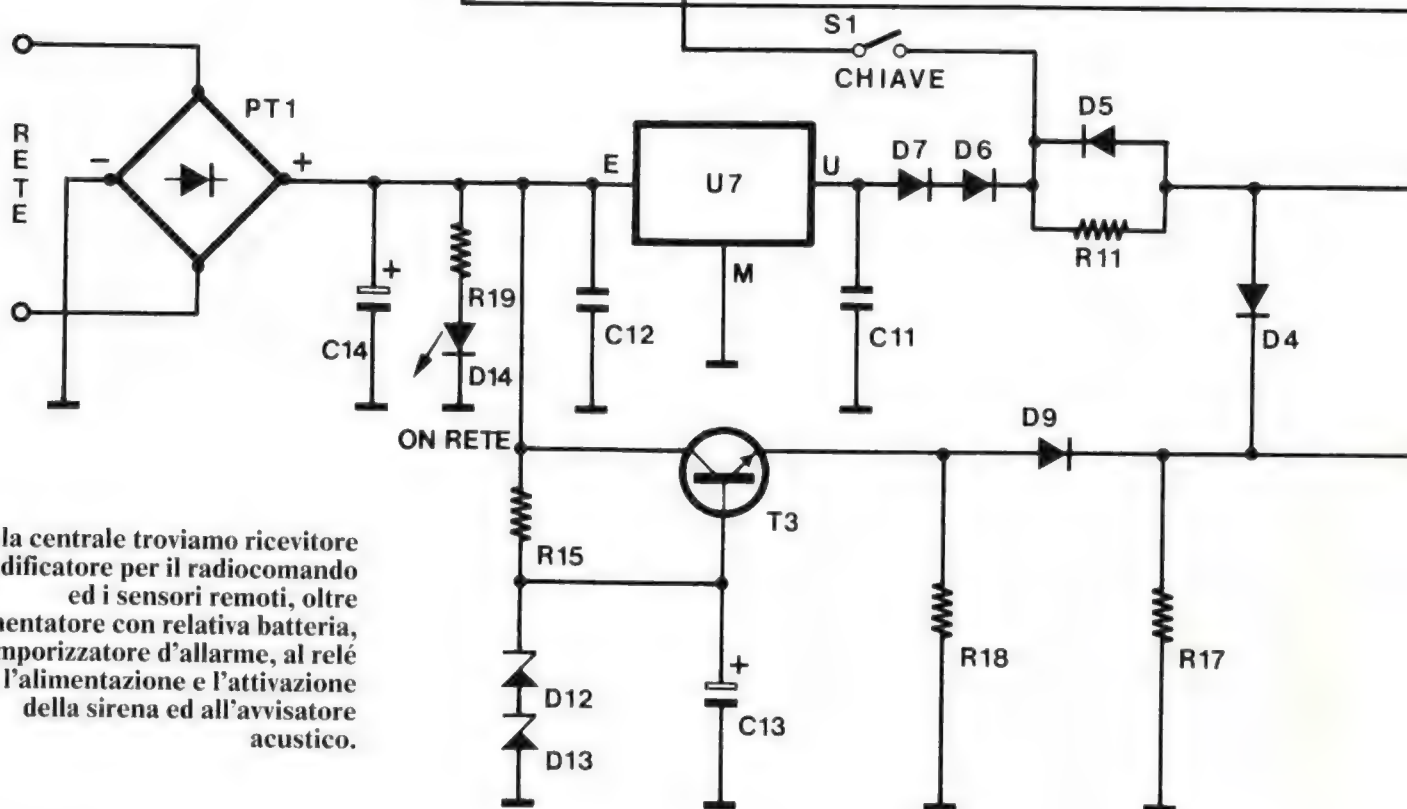 S1
CHIAVE
PT1
RETE
-
+
E
U7
U
M
D7
D6
D5
R11
+
C14
R19
D14
C12
C11
D4
ON RETE
D9
T3
R15
D12
D13
+
C13
R18
R17
la centrale troviamo ricevitore
dificatore per il radiocomando
ed i sensori remoti, oltre
entatore con relativa batteria,
mporizzatore d'allarme, al relé
l'alimentazione e l'attivazione
della sirena ed all'avvisatore
acustico.